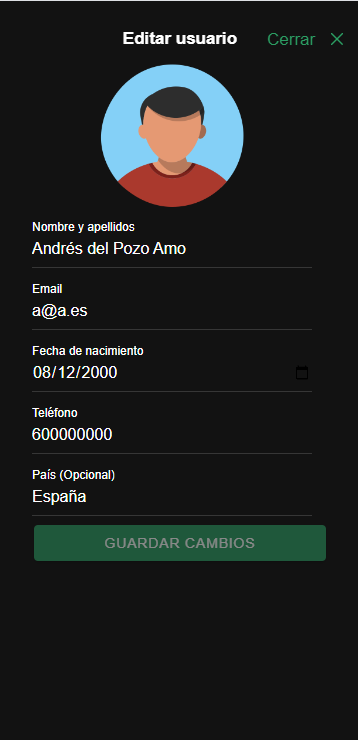 Editar usuario
Cerrar
Nombre y apellidos
Andrés del Pozo Amo
Email
a@a.es
Fecha de nacimiento
08/12/2000
Teléfono
600000000
País (Opcional)
España
GUARDAR CAMBIOS